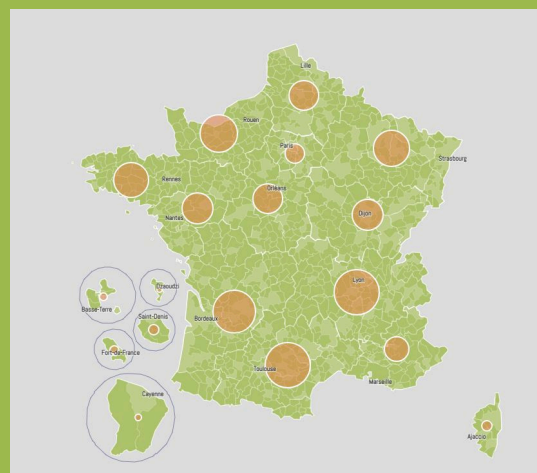 Lille
Rouen
Paris
Strasbourg
Rennes
Orléans
Nantes
Dijon
Dzaoudzi
Lyon
Basse-Terre
Saint-Denis
Bordeaux
Fort-de-France
Toulouse
Marseille
Cayenne
Ajaccio